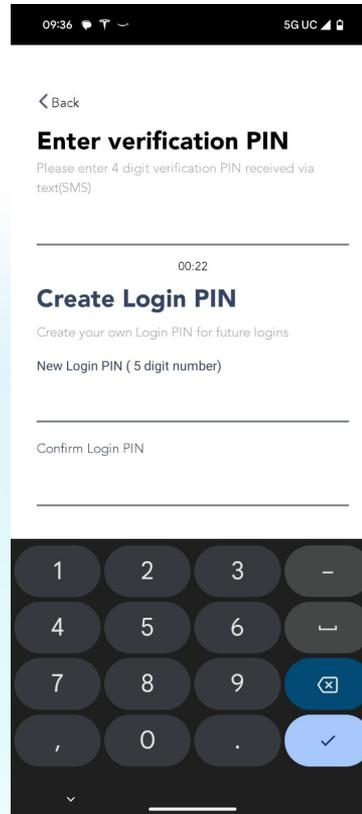 09:36 5G UC
Back
Enter verification PIN
Please enter 4 digit verification PIN received via
text(SMS)
00:22
Create Login PIN
Create your own Login PIN for future logins
New Login PIN ( 5 digit number)
Confirm Login PIN
1 2 3 –
4 5 6
7 8 9
, 0 .